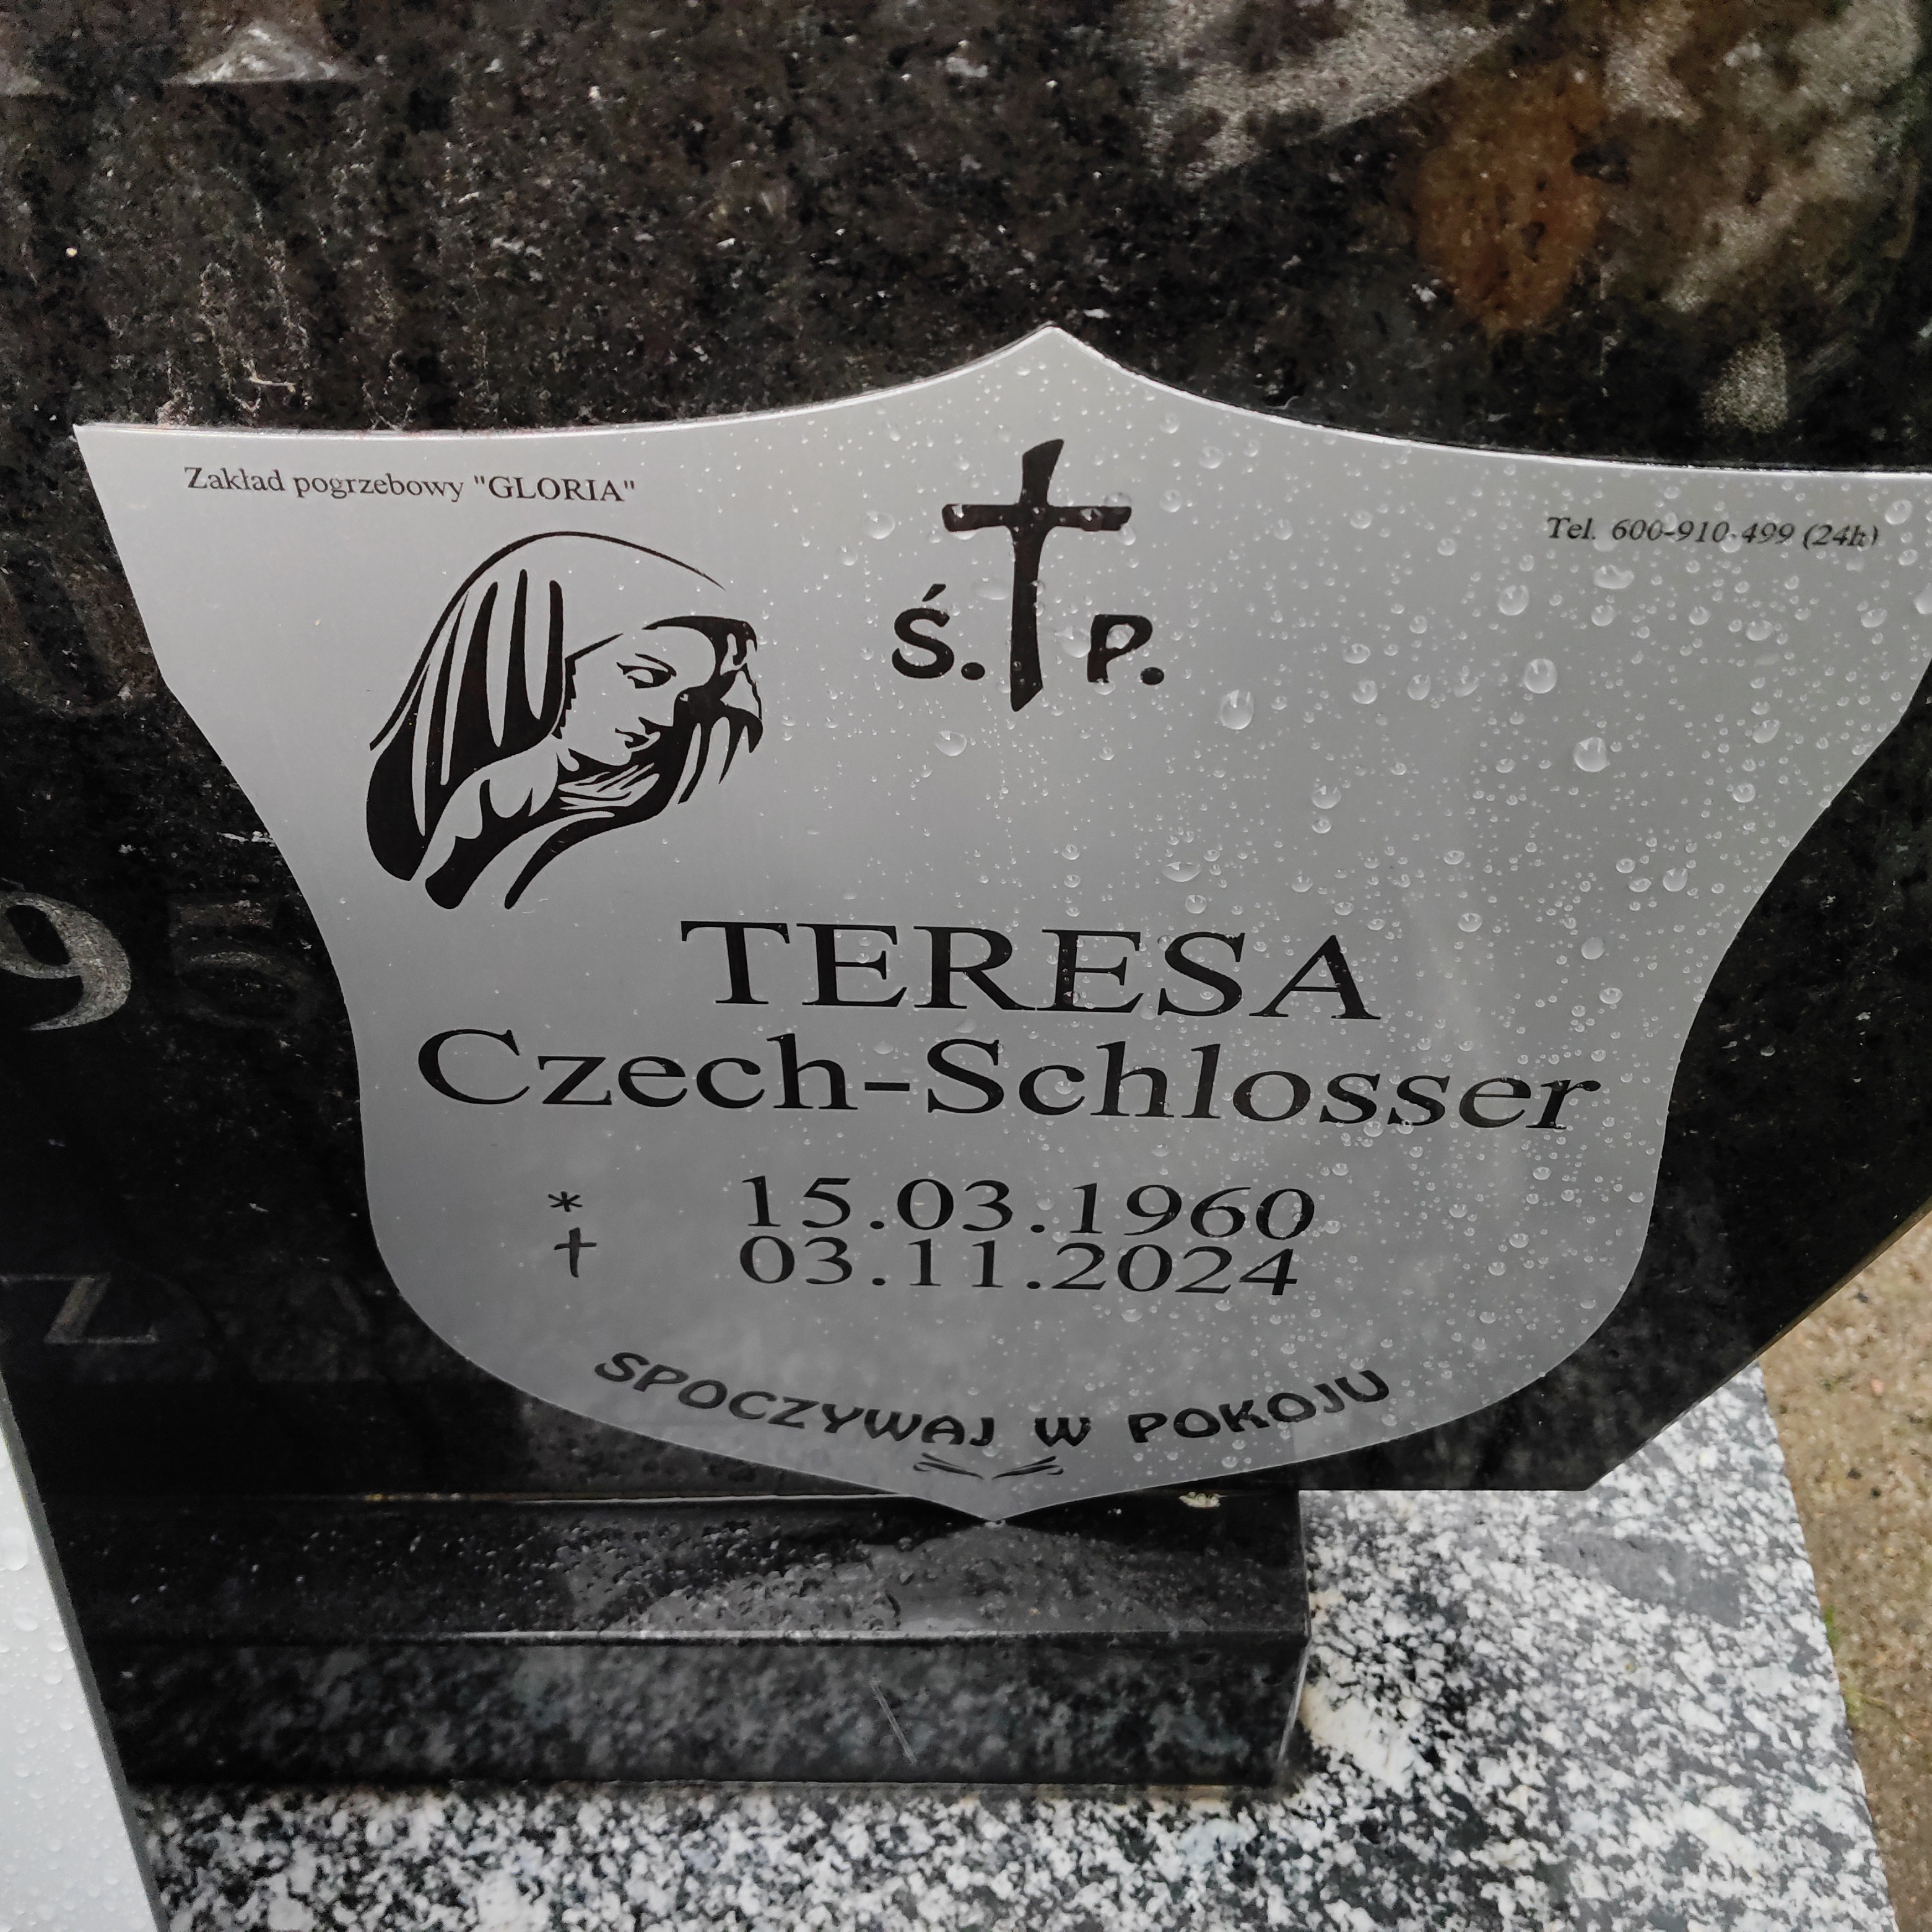 Zakład pogrzebowy "GLORIA"
Tel. 600-910-499 (24h)
Ś. P.
TERESA
Czech-Schlosser
* 15.03.1960
† 03.11.2024
SPOCZYWAJ W POKOJU
95
Z